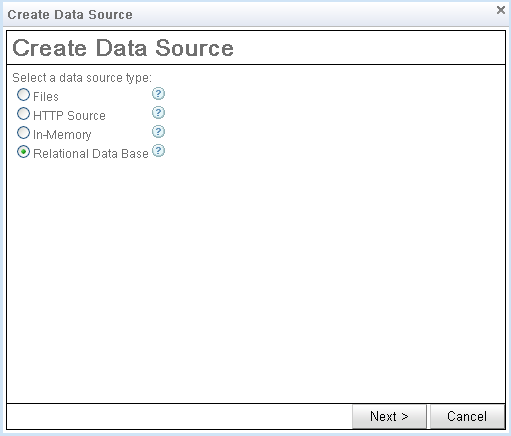 Create Data Source
Create Data Source
Select a data source type:
Files ?
HTTP Source ?
In-Memory ?
Relational Data Base ?
Next > Cancel